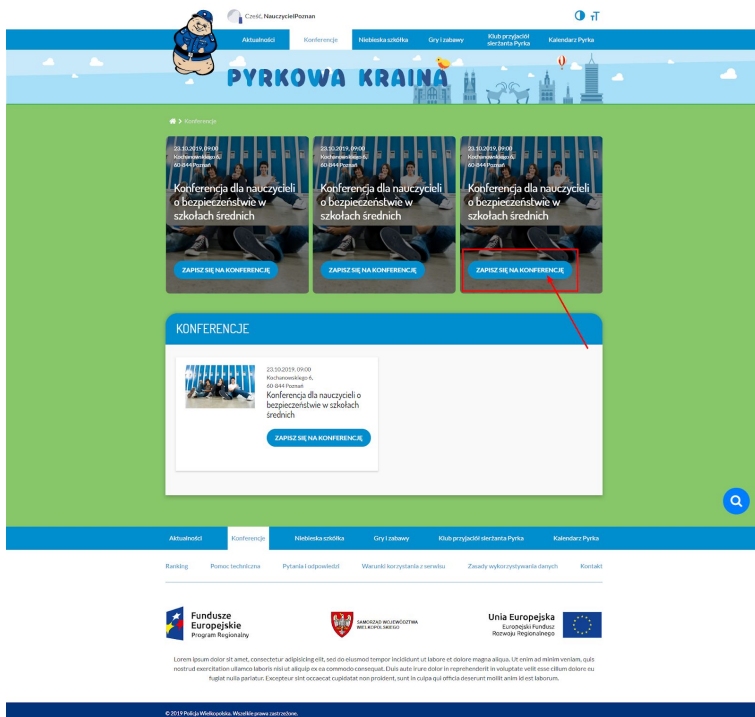 Cześć, NauczycielPoznan
Aktualności
Konferencje
Niebieska szkółka
Gry i zabawy
Klub przyjaciół
sierżanta Pyrka
Kalendarz Pyrka
PYRKOWA KRAINA
Konferencje
23.10.2019, 09:00
Kochanowskiego 6,
60-844 Poznań
Konferencja dla nauczycieli
o bezpieczeństwie w
szkołach średnich
ZAPISZ SIĘ NA KONFERENCJĘ
23.10.2019, 09:00
Kochanowskiego 6,
60-844 Poznań
Konferencja dla nauczycieli
o bezpieczeństwie w
szkołach średnich
ZAPISZ SIĘ NA KONFERENCJĘ
23.10.2019, 09:00
Kochanowskiego 6,
60-844 Poznań
Konferencja dla nauczycieli
o bezpieczeństwie w
szkołach średnich
ZAPISZ SIĘ NA KONFERENCJĘ
KONFERENCJE
23.10.2019, 09:00
Kochanowskiego 6,
60-844 Poznań
Konferencja dla nauczycieli o
bezpieczeństwie w szkołach
średnich
ZAPISZ SIĘ NA KONFERENCJĘ
Aktualności
Konferencje
Niebieska szkółka
Gry i zabawy
Klub przyjaciół sierżanta Pyrka
Kalendarz Pyrka
Ranking
Pomoc techniczna
Pytania i odpowiedzi
Warunki korzystania z serwisu
Zasady wykorzystywania danych
Kontakt
Fundusze
Europejskie
Program Regionalny
SAMORZĄD WOJEWÓDZTWA
WIELKOPOLSKIEGO
Unia Europejska
Europejski Fundusz
Rozwoju Regionalnego
Lorem ipsum dolor sit amet, consectetur adipisicing elit, sed do eiusmod tempor incididunt ut labore et dolore magna aliqua. Ut enim ad minim veniam, quis
nostrud exercitation ullamco laboris nisi ut aliquip ex ea commodo consequat. Duis aute irure dolor in reprehenderit in voluptate velit esse cillum dolore eu
fugiat nulla pariatur. Excepteur sint occaecat cupidatat non proident, sunt in culpa qui officia deserunt mollit anim id est laborum.
© 2019 Policja Wielkopolska. Wszelkie prawa zastrzeżone.